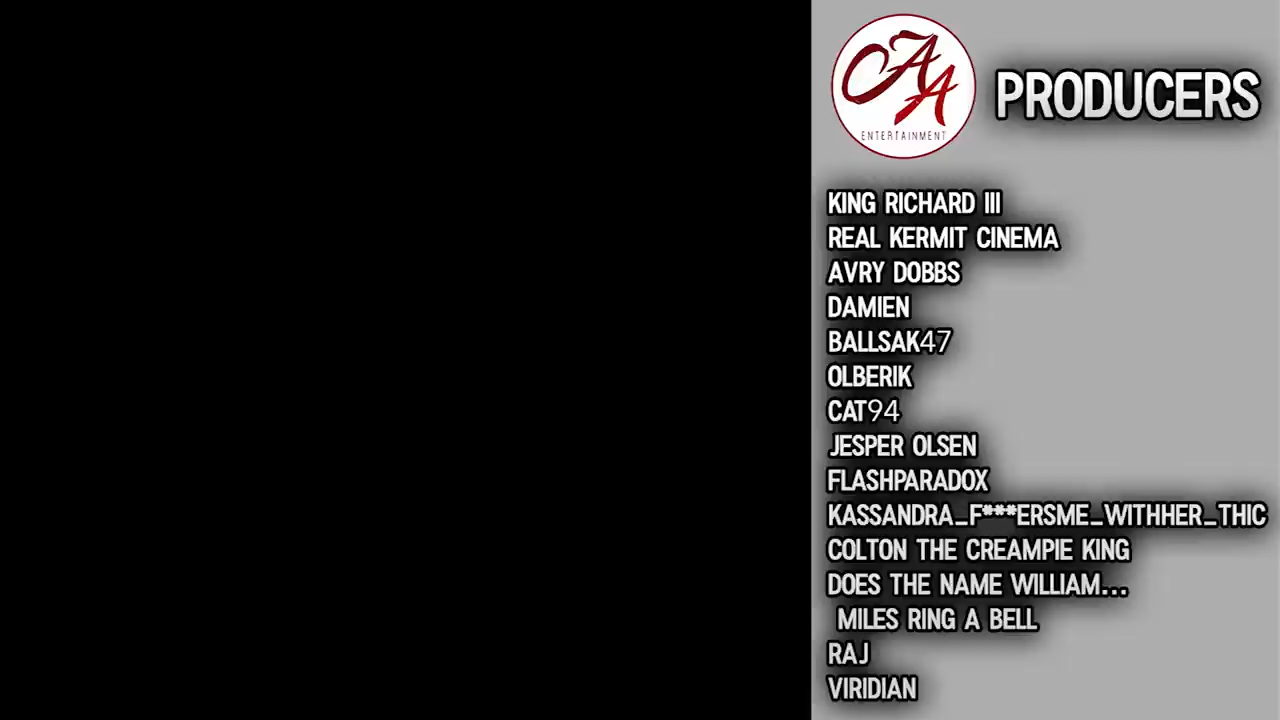 CAA
ENTERTAINMENT
PRODUCERS
KING RICHARD III
REAL KERMIT CINEMA
AVRY DOBBS
DAMIEN
BALLSAK47
OLBERIK
CAT94
JESPER OLSEN
FLASHPARADOX
KASSANDRA_F***ERSME_WITHHER_THIC
COLTON THE CREAMPIE KING
DOES THE NAME WILLIAM...
MILES RING A BELL
RAJ
VIRIDIAN